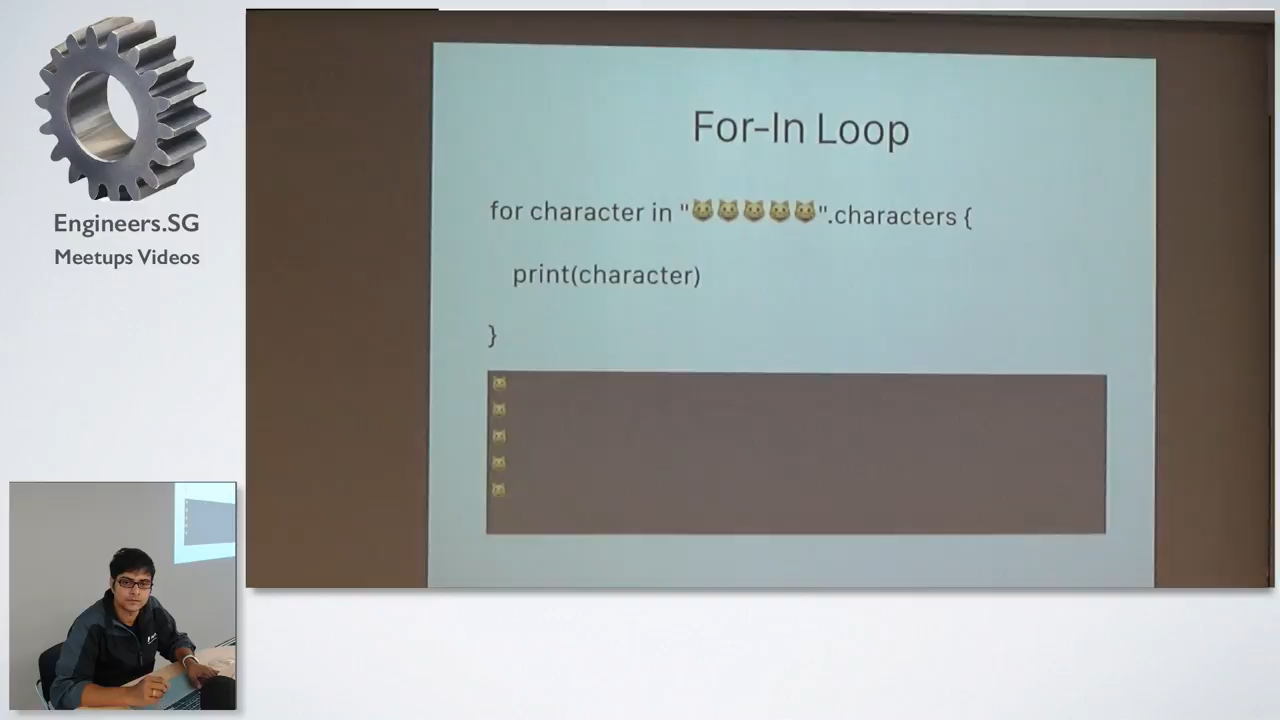 Engineers.SG
Meetups Videos
For-In Loop
for character in "😺😺😺😺😺".characters {
print(character)
}
😺
😺
😺
😺
😺